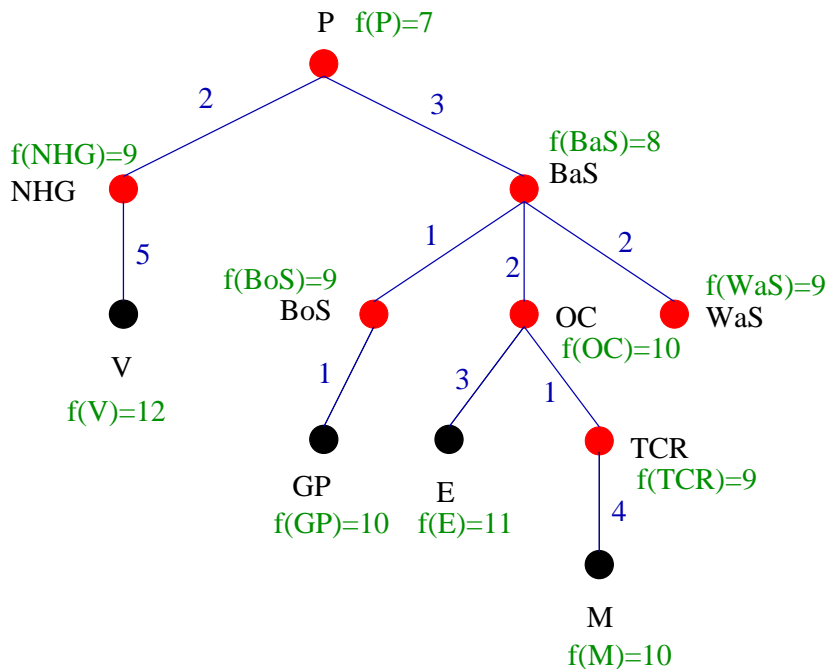 P f(P)=7
2 3
f(NHG)=9 f(BaS)=8
NHG BaS
5 1 2 2
f(BoS)=9 f(WaS)=9
BoS OC WaS
f(OC)=10
V 1 3 1
f(V)=12
GP E TCR
f(GP)=10 f(E)=11 f(TCR)=9
4
M
f(M)=10